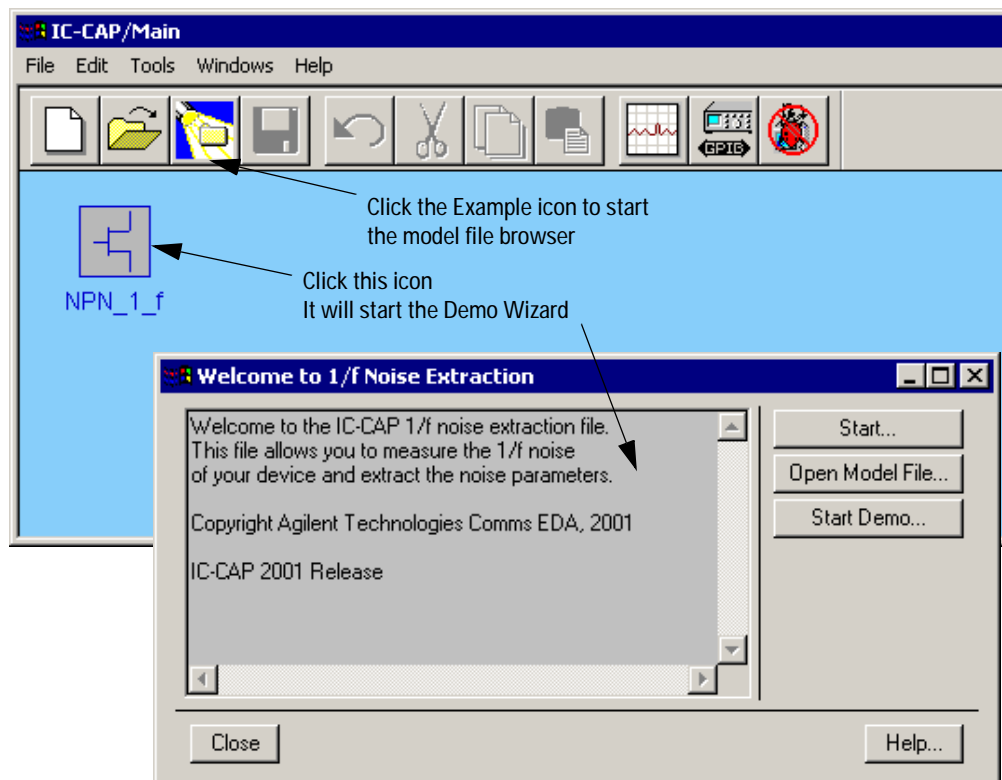 IC-CAP/Main
File Edit Tools Windows Help
GPIB
Click the Example icon to start
the model file browser
Click this icon
It will start the Demo Wizard
NPN_1_f
Welcome to 1/f Noise Extraction
Welcome to the IC-CAP 1/f noise extraction file.
This file allows you to measure the 1/f noise
of your device and extract the noise parameters.
Copyright Agilent Technologies Comms EDA, 2001
IC-CAP 2001 Release
Start...
Open Model File...
Start Demo...
Close
Help...